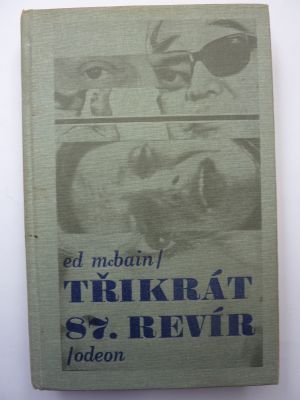 ed mcbain/
TŘIKRÁT
87. REVÍR
/odeon